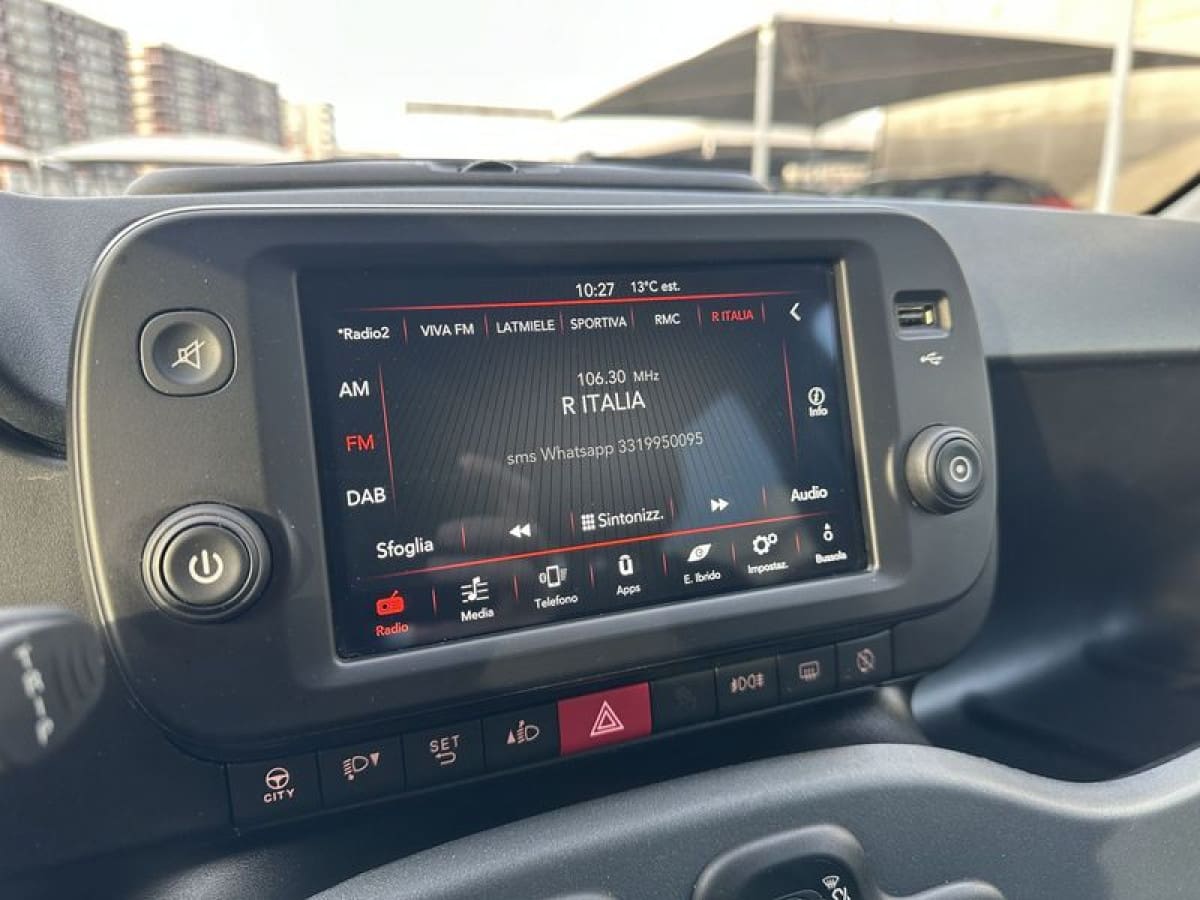 10:27 13°C est.
*Radio2 VIVA FM LATMIELE SPORTIVA RMC R ITALIA
AM
106.30 MHz
R ITALIA
Info
FM
sms Whatsapp 3319950095
DAB
Sfoglia Sintonizz. Audio
Radio Media Telefono Apps E. Ibrido Impostaz. Bussola
CITY SET